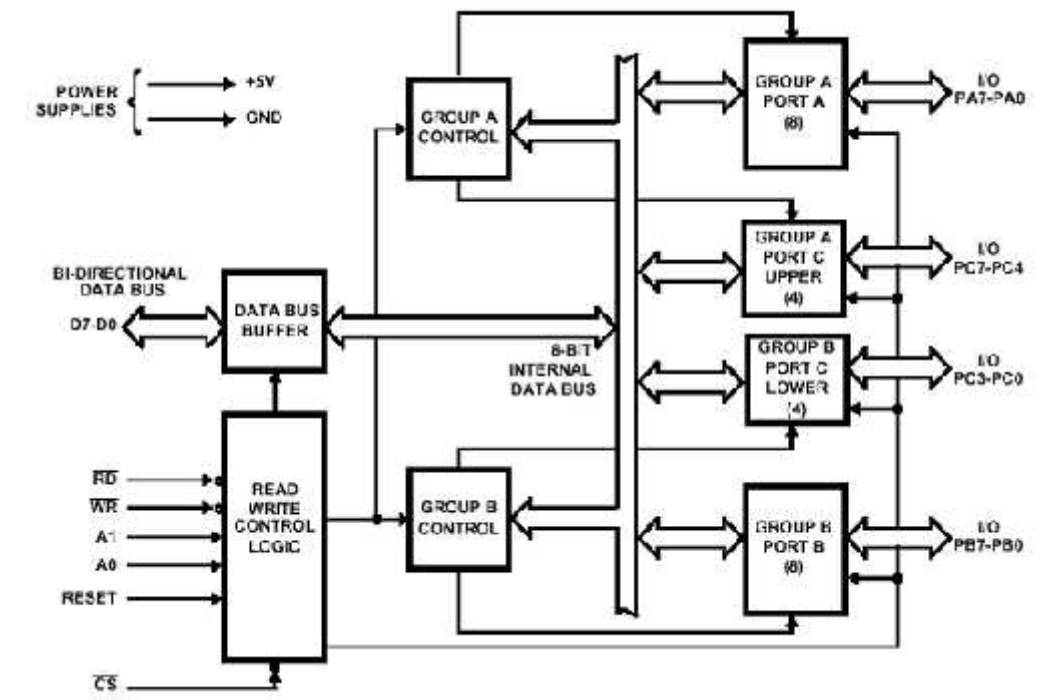 POWER
SUPPLIES
+5V
GND
GROUP A
CONTROL
GROUP A
PORT A
(8)
I/O
PA7-PA0
GROUP A
PORT C
UPPER
(4)
I/O
PC7-PC4
BI-DIRECTIONAL
DATA BUS
D7-D0
DATA BUS
BUFFER
8-BIT
INTERNAL
DATA BUS
GROUP B
PORT C
LOWER
(4)
I/O
PC3-PC0
RD
WR
A1
A0
RESET
CS
READ
WRITE
CONTROL
LOGIC
GROUP B
CONTROL
GROUP B
PORT B
(8)
I/O
PB7-PB0